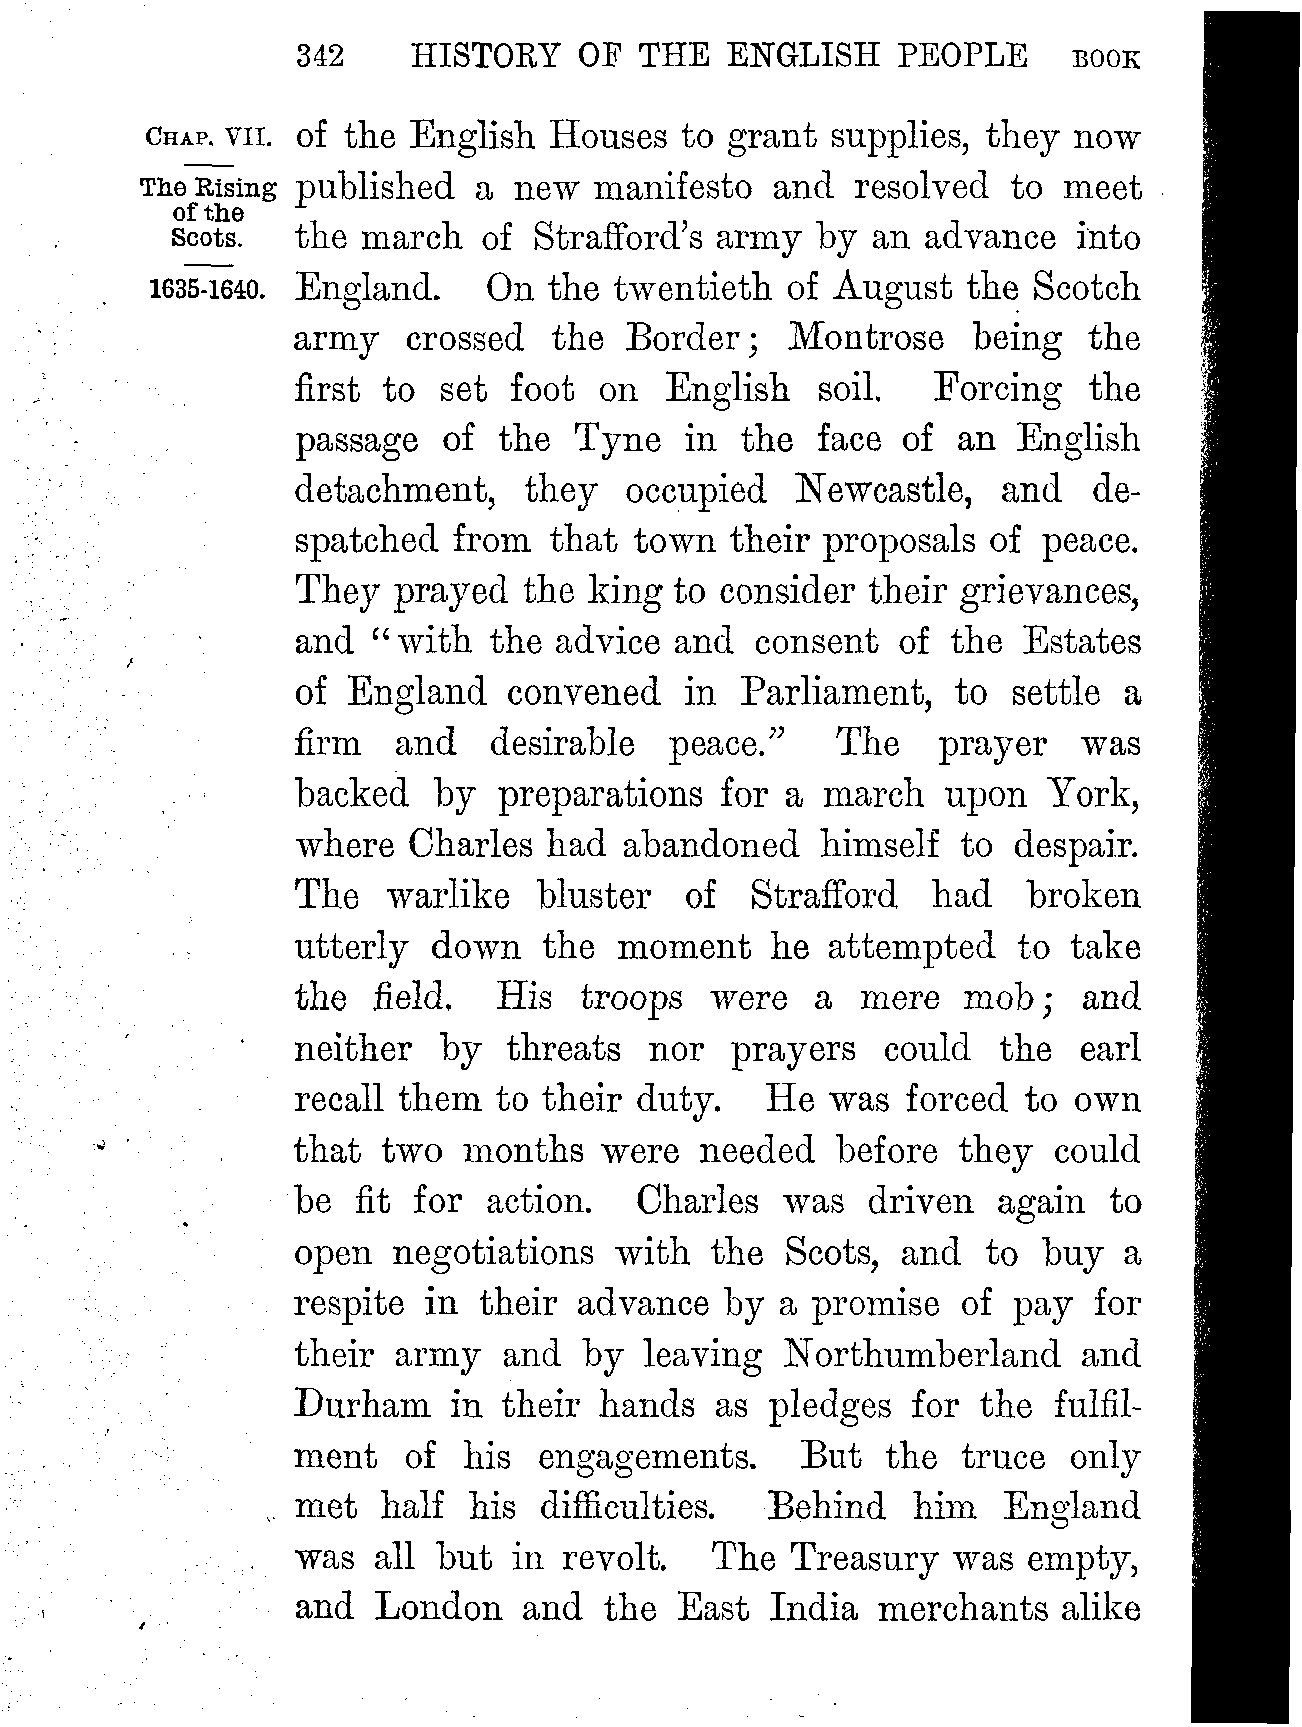 342 HISTORY OF THE ENGLISH PEOPLE BOOK
CHAP. VII.
The Rising
of the
Scots.
1635-1640.
of the English Houses to grant supplies, they now
published a new manifesto and resolved to meet
the march of Strafford's army by an advance into
England. On the twentieth of August the Scotch
army crossed the Border; Montrose being the
first to set foot on English soil. Forcing the
passage of the Tyne in the face of an English
detachment, they occupied Newcastle, and de-
spatched from that town their proposals of peace.
They prayed the king to consider their grievances,
and "with the advice and consent of the Estates
of England convened in Parliament, to settle a
firm and desirable peace." The prayer was
backed by preparations for a march upon York,
where Charles had abandoned himself to despair.
The warlike bluster of Strafford had broken
utterly down the moment he attempted to take
the field. His troops were a mere mob; and
neither by threats nor prayers could the earl
recall them to their duty. He was forced to own
that two months were needed before they could
be fit for action. Charles was driven again to
open negotiations with the Scots, and to buy a
respite in their advance by a promise of pay for
their army and by leaving Northumberland and
Durham in their hands as pledges for the fulfil-
ment of his engagements. But the truce only
met half his difficulties. Behind him England
was all but in revolt. The Treasury was empty,
and London and the East India merchants alike